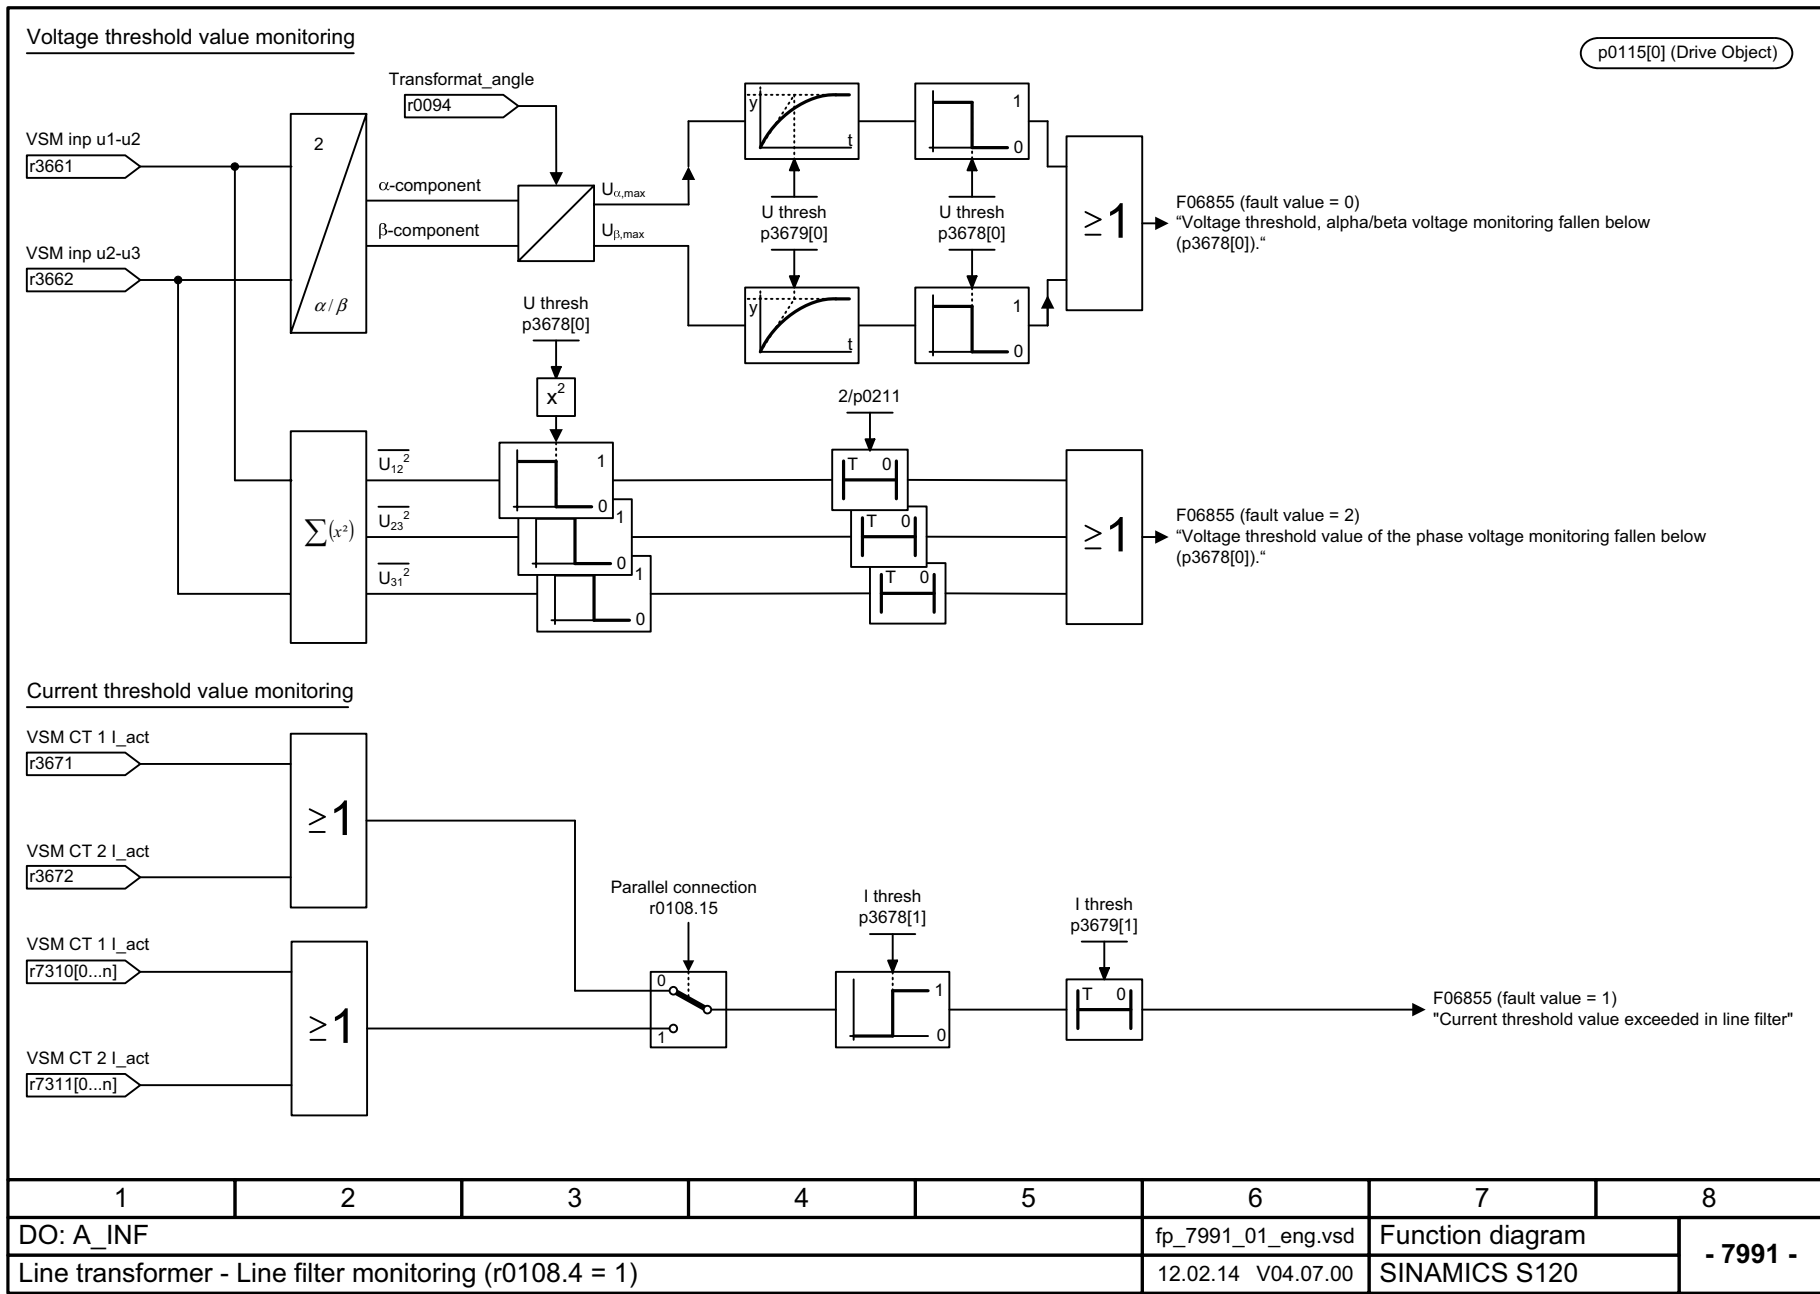 Voltage threshold value monitoring
p0115[0] (Drive Object)
Transformat_angle
r0094
VSM inp u1-u2
r3661
VSM inp u2-u3
r3662
2
α/β
α-component
β-component
Uα,max
Uβ,max
y
t
1
0
U thresh
p3679[0]
U thresh
p3678[0]
y
t
1
0
≥1
F06855 (fault value = 0)
“Voltage threshold, alpha/beta voltage monitoring fallen below
(p3678[0]).“
U thresh
p3678[0]
x²
2/p0211
∑(x²)
U₁₂²
U₂₃²
U₃₁²
1
0
1
0
1
0
T 0
T 0
T 0
≥1
F06855 (fault value = 2)
“Voltage threshold value of the phase voltage monitoring fallen below
(p3678[0]).“
Current threshold value monitoring
VSM CT 1 I_act
r3671
VSM CT 2 I_act
r3672
≥1
VSM CT 1 I_act
r7310[0...n]
VSM CT 2 I_act
r7311[0...n]
≥1
Parallel connection
r0108.15
0
1
I thresh
p3678[1]
1
0
I thresh
p3679[1]
T 0
F06855 (fault value = 1)
"Current threshold value exceeded in line filter"
1 2 3 4 5 6 7 8
DO: A_INF fp_7991_01_eng.vsd Function diagram - 7991 -
Line transformer - Line filter monitoring (r0108.4 = 1) 12.02.14 V04.07.00 SINAMICS S120